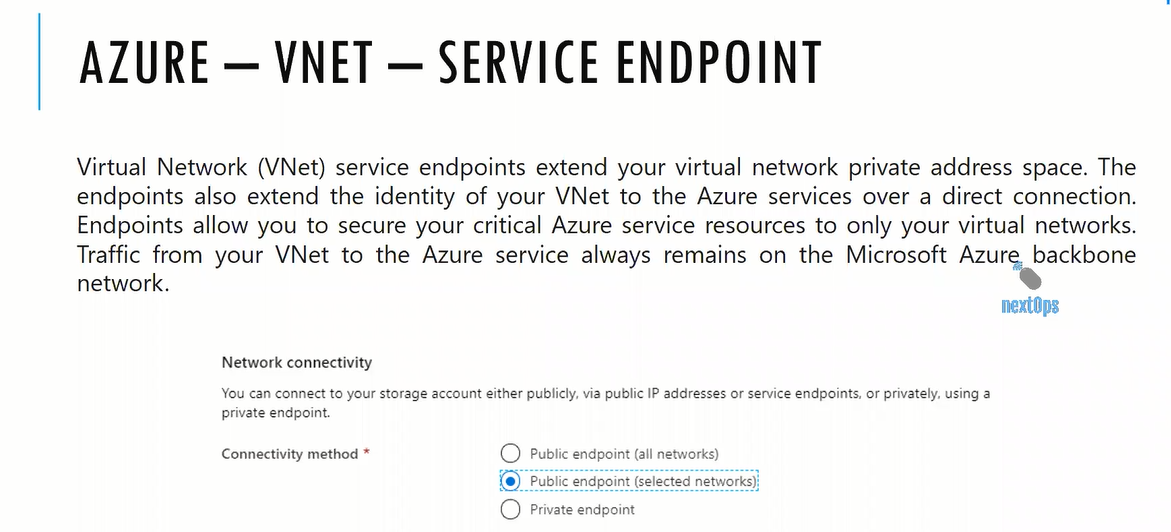 AZURE – VNET – SERVICE ENDPOINT
Virtual Network (VNet) service endpoints extend your virtual network private address space. The
endpoints also extend the identity of your VNet to the Azure services over a direct connection.
Endpoints allow you to secure your critical Azure service resources to only your virtual networks.
Traffic from your VNet to the Azure service always remains on the Microsoft Azure backbone
network.
nextOps
Network connectivity
You can connect to your storage account either publicly, via public IP addresses or service endpoints, or privately, using a
private endpoint.
Connectivity method *
Public endpoint (all networks)
Public endpoint (selected networks)
Private endpoint